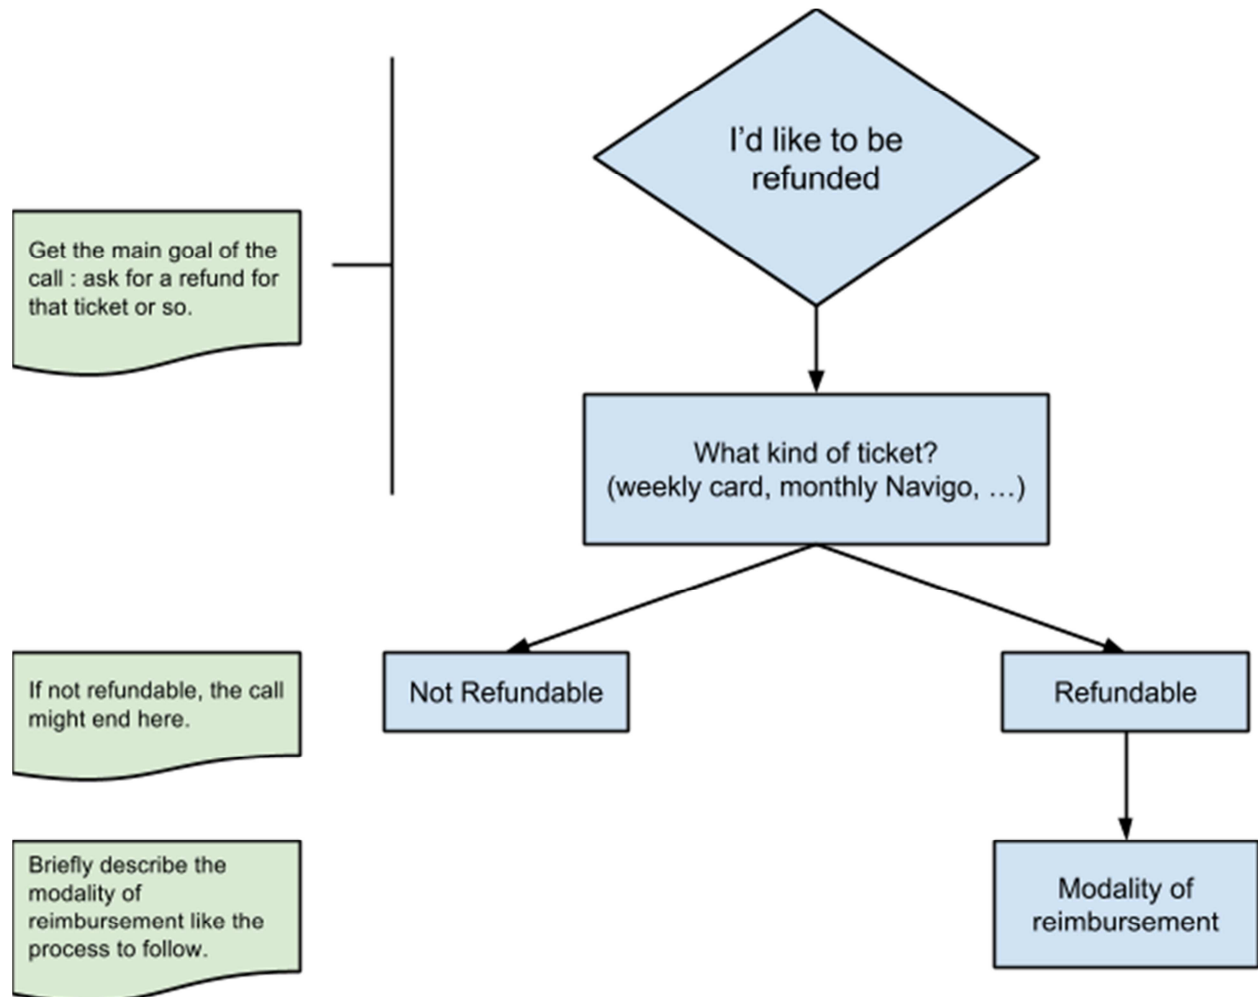 I’d like to be
refunded
Get the main goal of the
call : ask for a refund for
that ticket or so.
What kind of ticket?
(weekly card, monthly Navigo, …)
If not refundable, the call
might end here.
Not Refundable
Refundable
Briefly describe the
modality of
reimbursement like the
process to follow.
Modality of
reimbursement